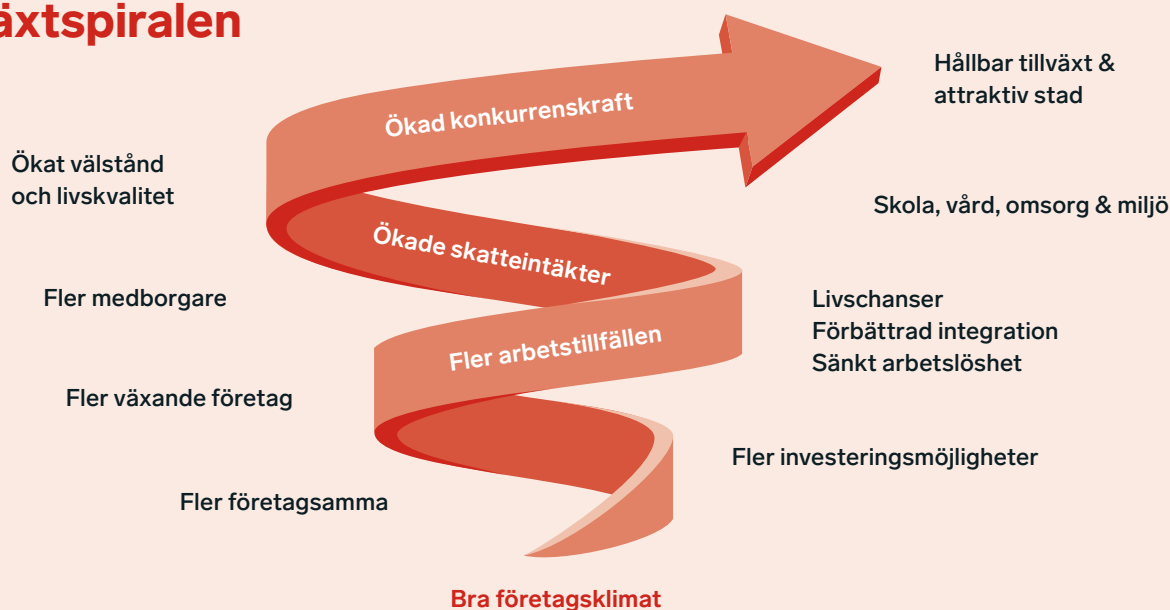 äxtspiralen
Ökad konkurrenskraft
Hållbar tillväxt &
attraktiv stad
Ökat välstånd
och livskvalitet
Skola, vård, omsorg & miljö
Ökade skatteintäkter
Fler medborgare
Livschanser
Förbättrad integration
Sänkt arbetslöshet
Fler arbetstillfällen
Fler växande företag
Fler investeringsmöjligheter
Fler företagsamma
Bra företagsklimat